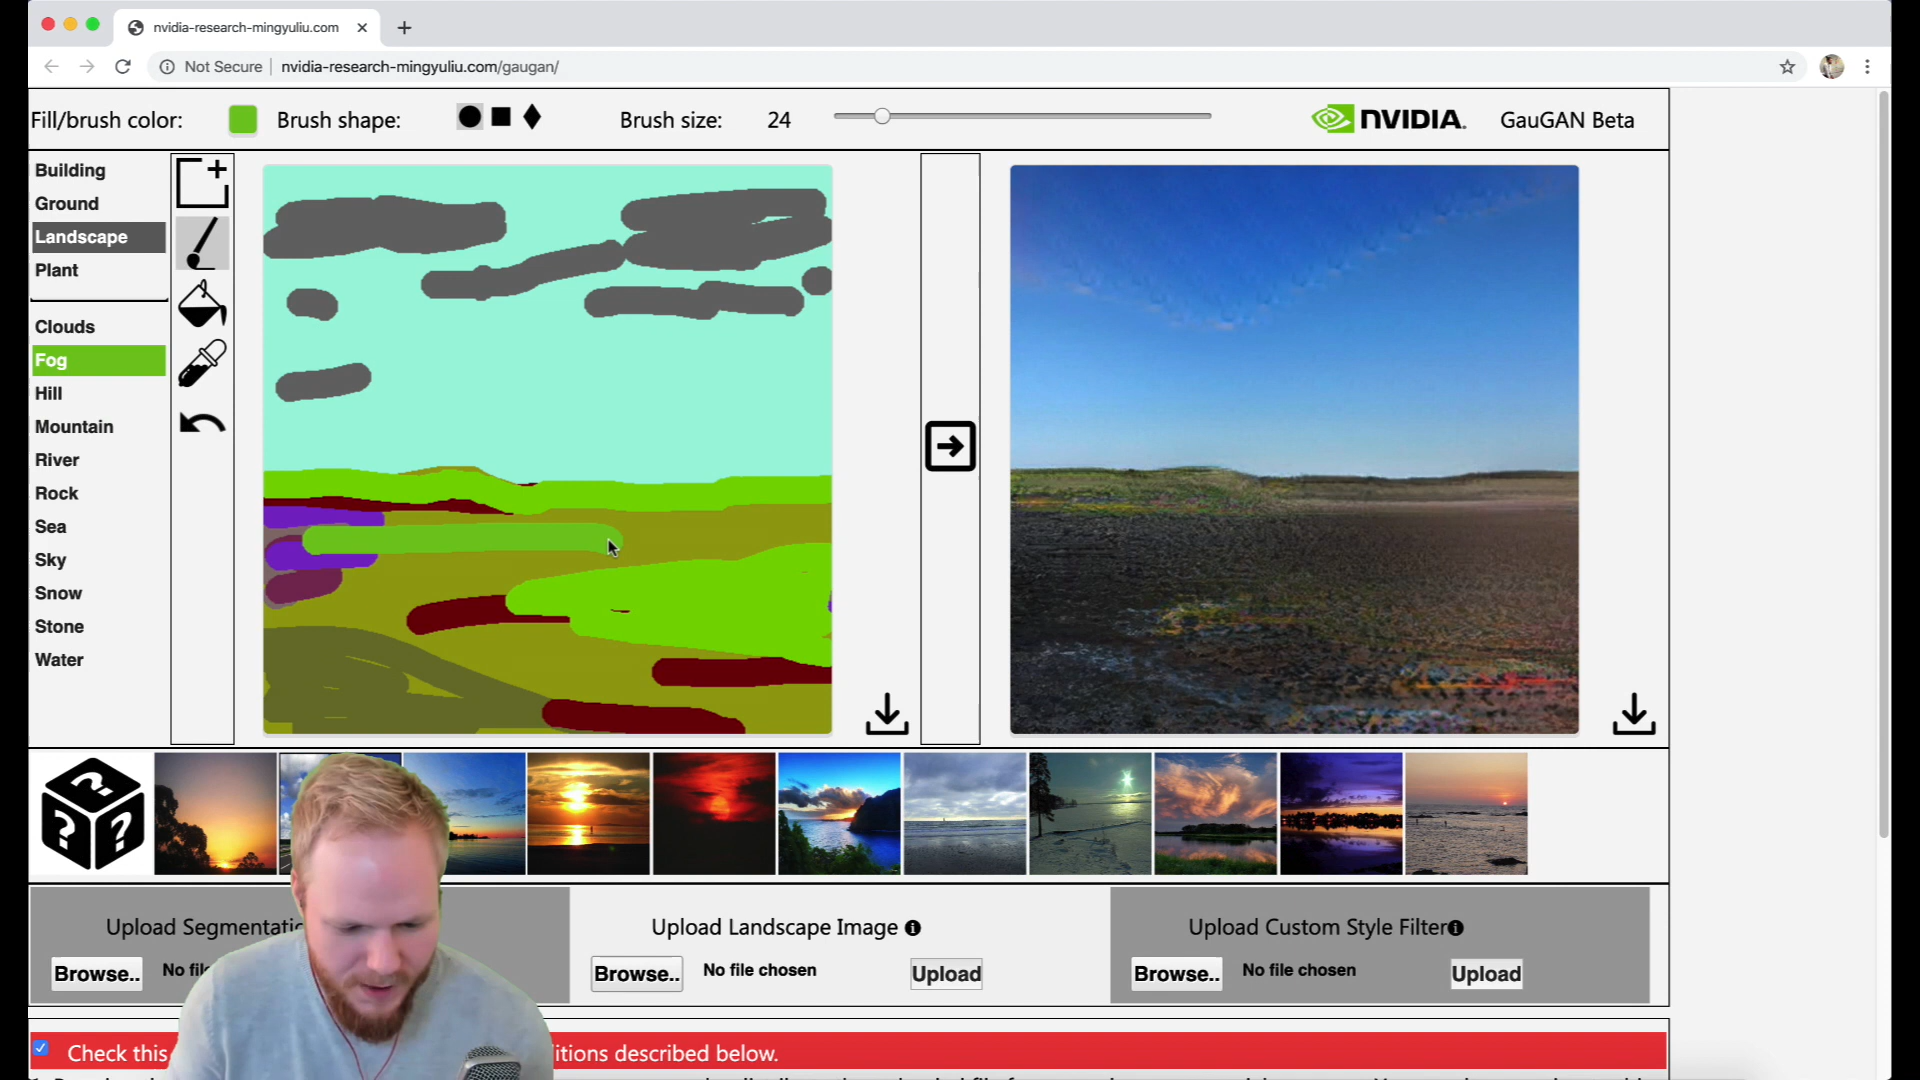 nvidia-research-mingyuliu.com
Not Secure nvidia-research-mingyuliu.com/gaugan/
Fill/brush color: Brush shape: Brush size: 24 NVIDIA. GauGAN Beta
Building
Ground
Landscape
Plant
Clouds
Fog
Hill
Mountain
River
Rock
Sea
Sky
Snow
Stone
Water
? ? ?
Upload Upload Landscape Image Upload Custom Style Filter
Browse.. No Browse.. No file chosen Upload Browse.. No file chosen Upload
Check this described below.